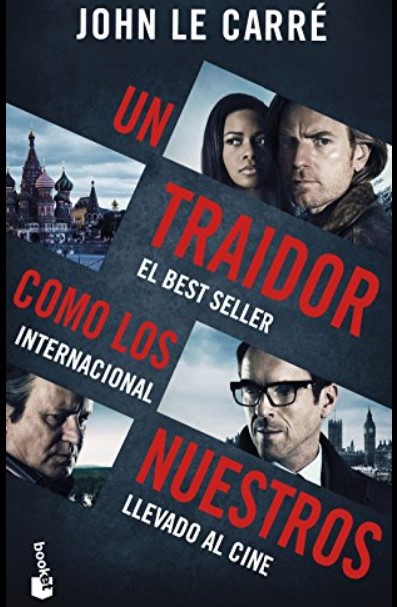 JOHN LE CARRÉ
UN
TRAIDOR
EL BEST SELLER
COMO LOS
INTERNACIONAL
NUESTROS
LLEVADO AL CINE
booket